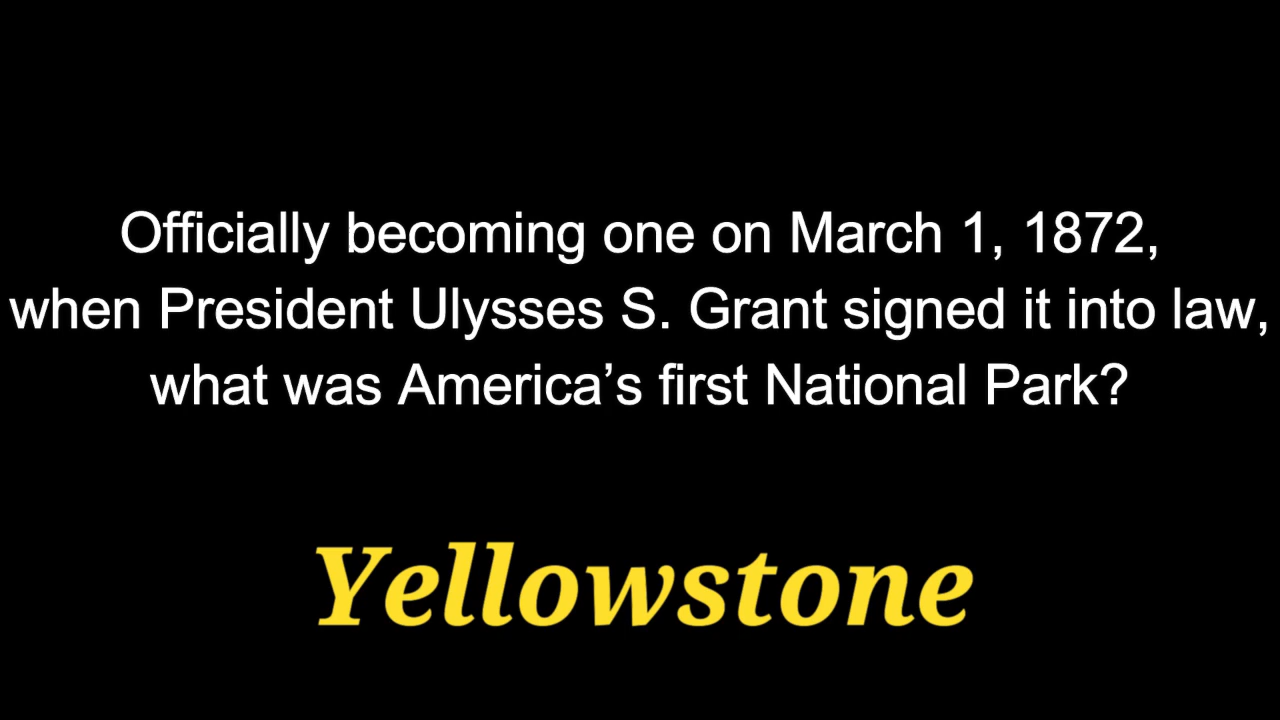 Officially becoming one on March 1, 1872,
when President Ulysses S. Grant signed it into law,
what was America’s first National Park?
Yellowstone